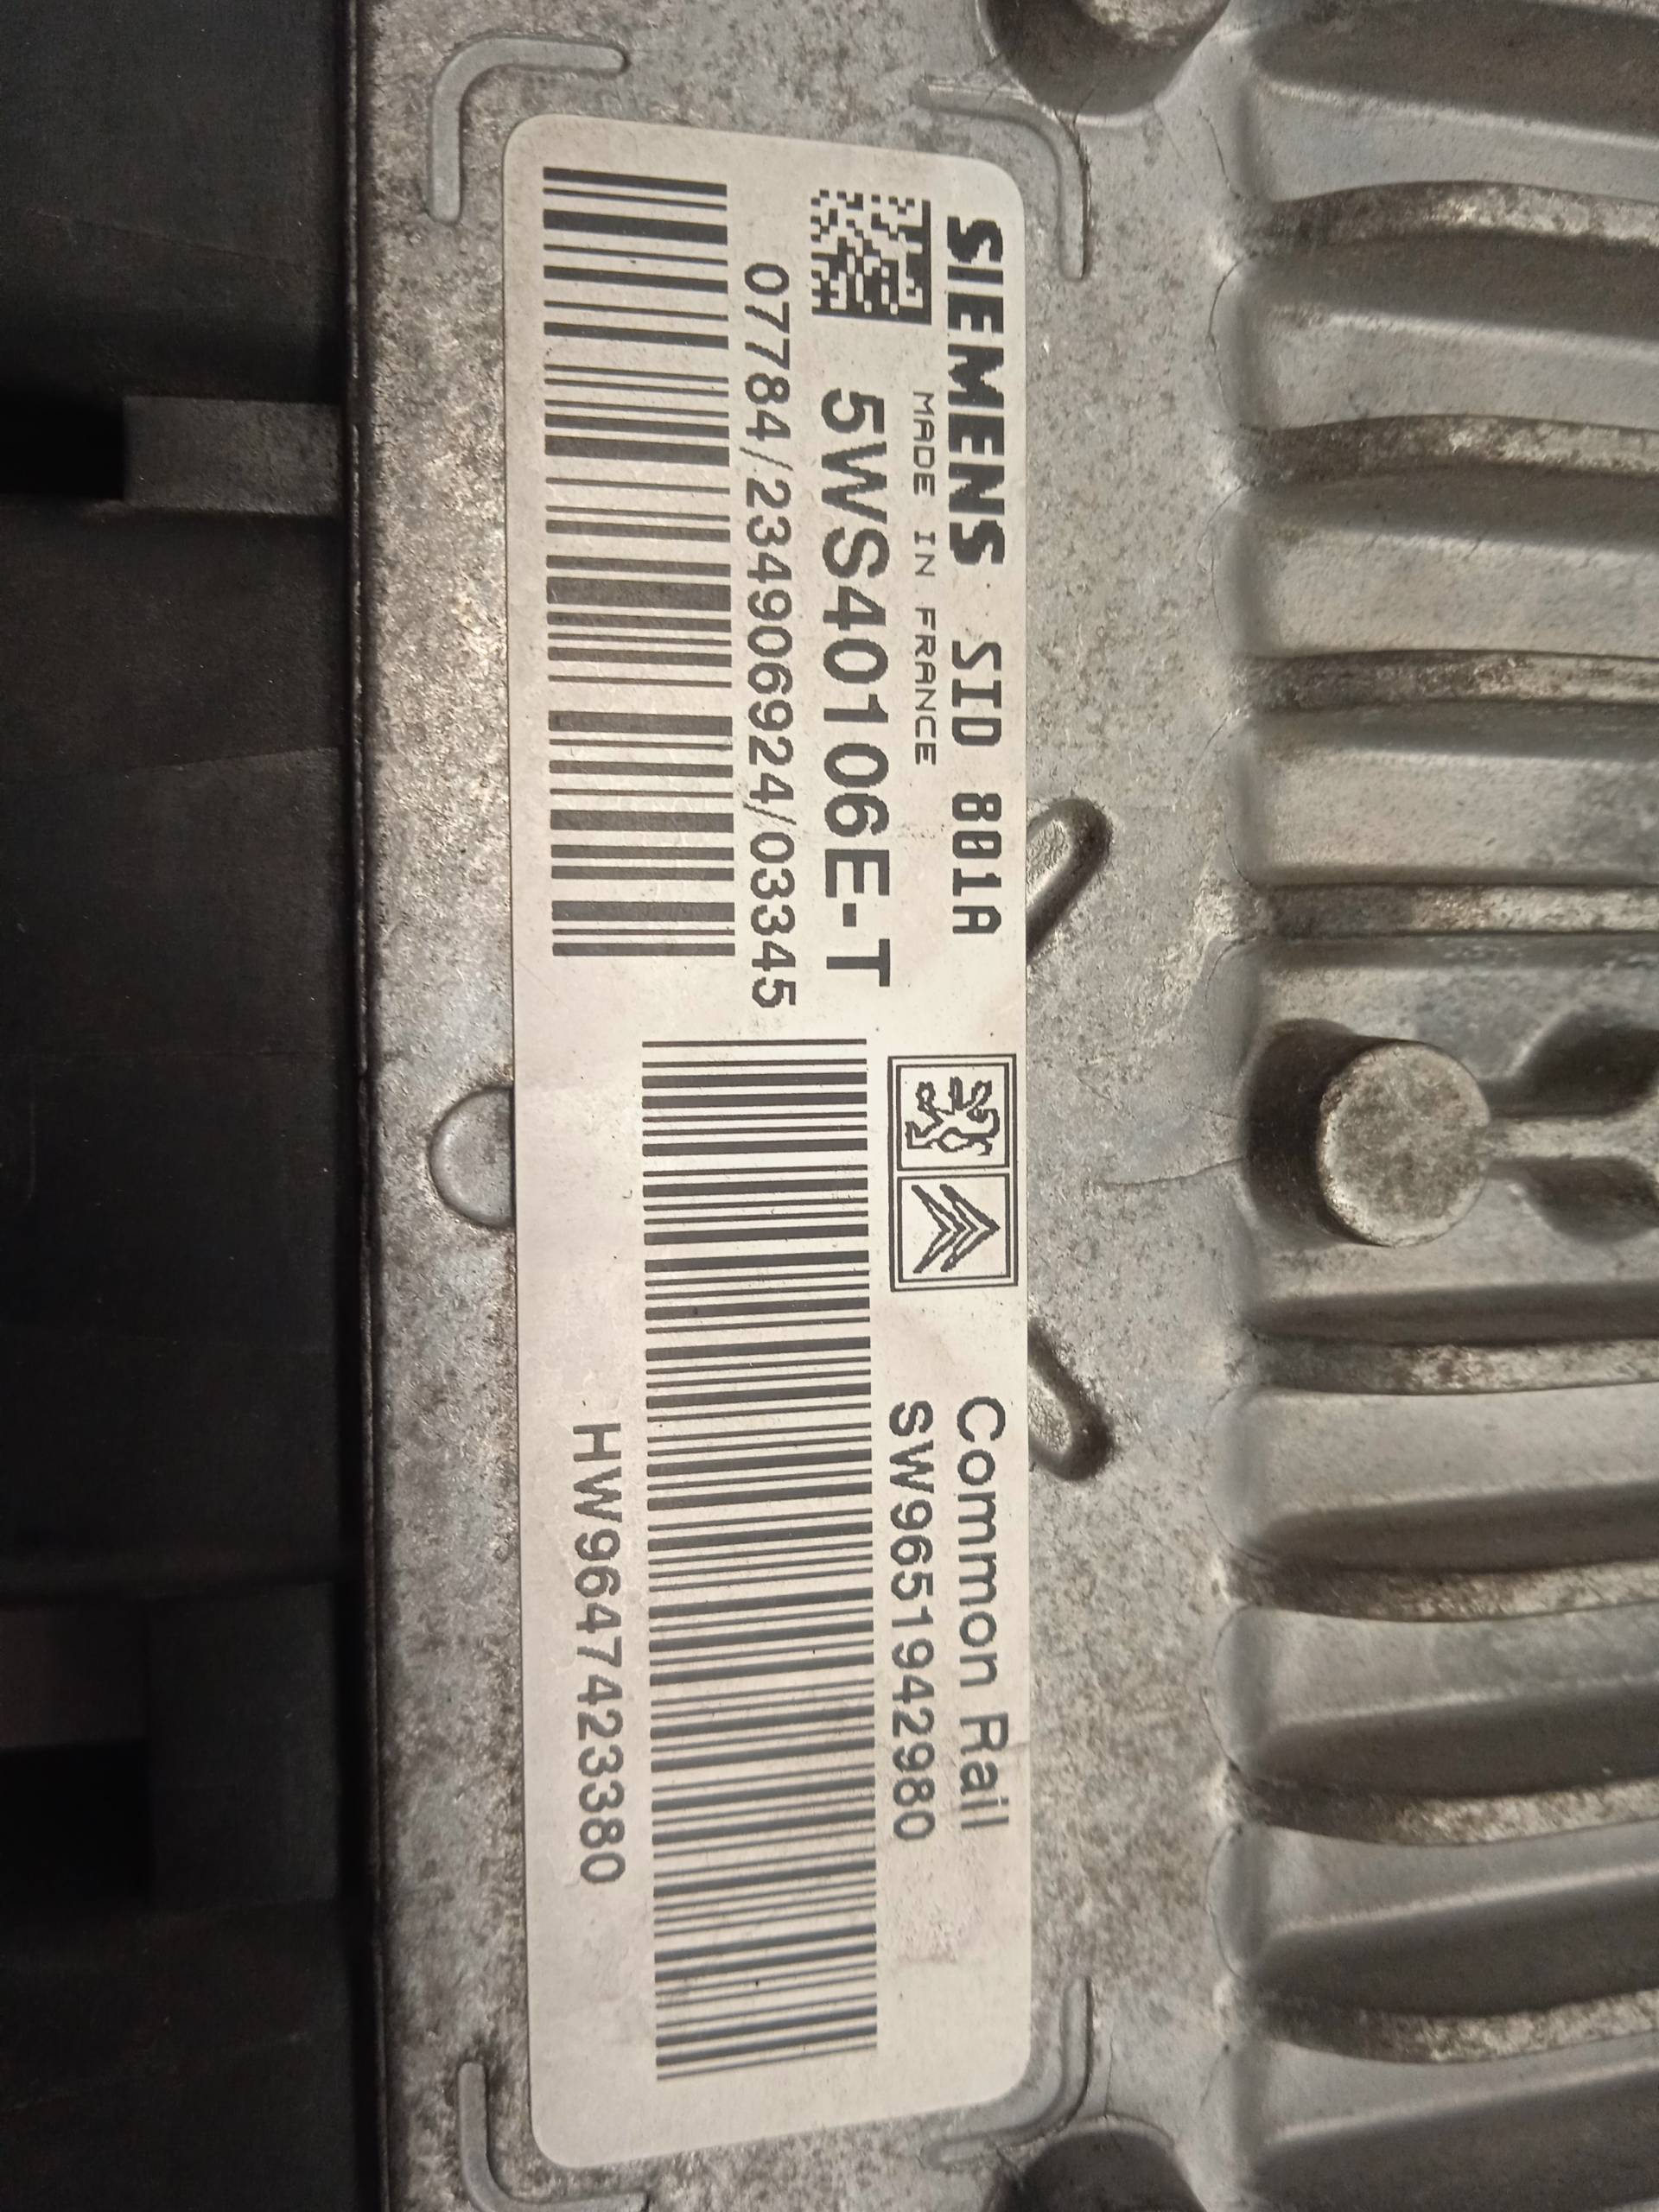 SIEMENS SID 801A
MADE IN FRANCE
5WS40106E-T
07784/234906924/03345
Common Rail
SW9651942980
HW9647423380